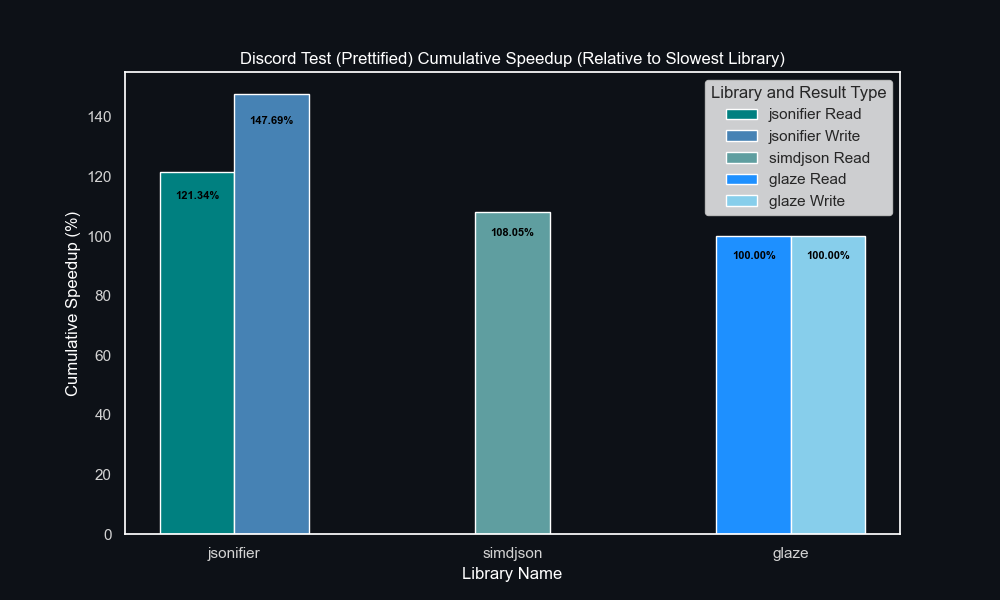 Discord Test (Prettified) Cumulative Speedup (Relative to Slowest Library)
Library and Result Type
jsonifier Read
jsonifier Write
simdjson Read
glaze Read
glaze Write
Cumulative Speedup (%)
140
120
100
80
60
40
20
0
121.34%
147.69%
108.05%
100.00%
100.00%
jsonifier
simdjson
glaze
Library Name